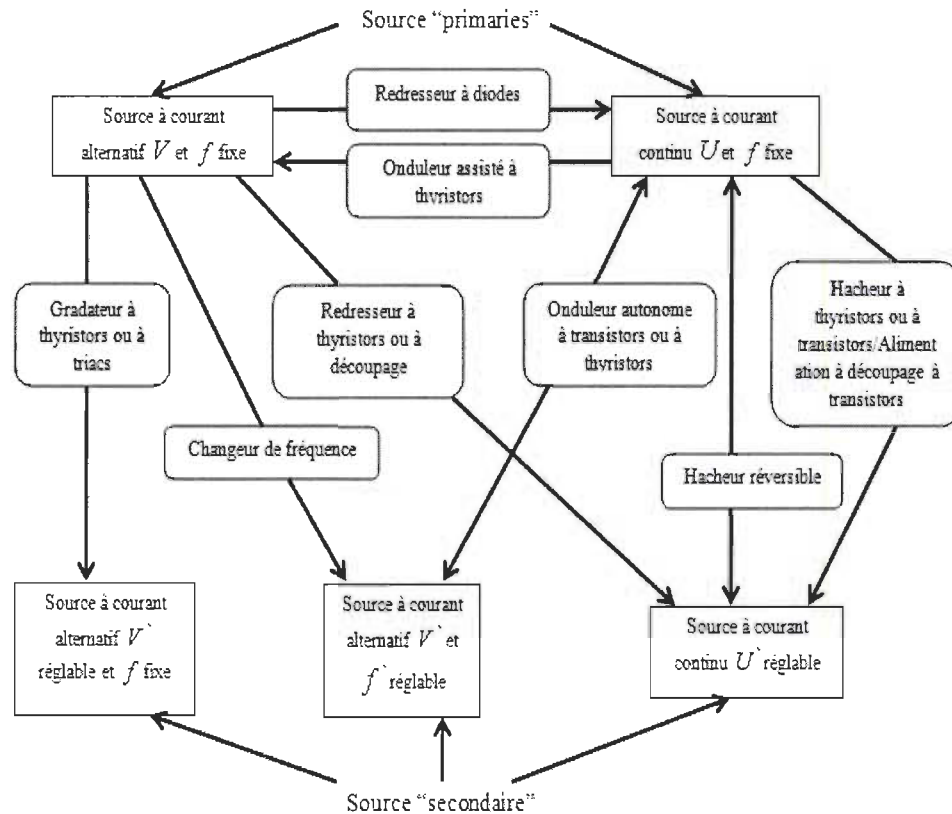 Source “primaries”
Redresseur à diodes
Source à courant
alternatif V et f fixe
Source à courant
continu U et f fixe
Onduleur assisté à
thyristors
Gradateur à
thyristors ou à
triacs
Redresseur à
thyristors ou à
découpage
Onduleur autonome
à transistors ou à
thyristors
Hacheur à
thyristors ou à
transistors/Aliment
ation à découpage à
transistors
Changeur de fréquence
Hacheur réversible
Source à courant
alternatif V`
réglable et f fixe
Source à courant
alternatif V` et
f` réglable
Source à courant
continu U` réglable
Source “secondaire”